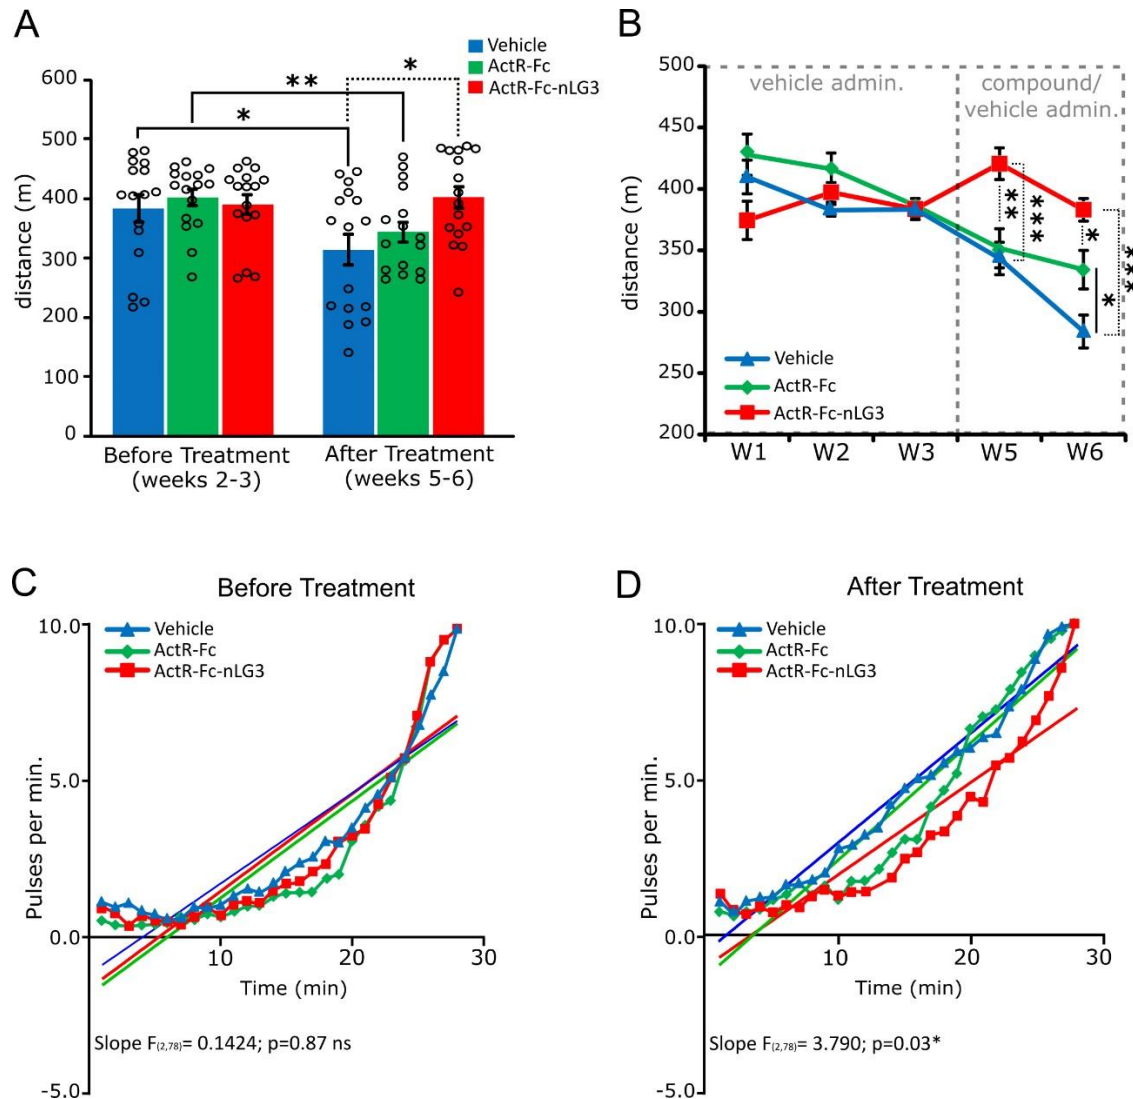 A
Vehicle
ActR-Fc
ActR-Fc-nLG3
distance (m)
600
500
400
300
200
100
0
*
**
*
Before Treatment
(weeks 2-3)
After Treatment
(weeks 5-6)
B
distance (m)
500
450
400
350
300
250
200
vehicle admin.
compound/
vehicle admin.
**
***
*
*
***
Vehicle
ActR-Fc
ActR-Fc-nLG3
W1 W2 W3 W5 W6
C
Before Treatment
Vehicle
ActR-Fc
ActR-Fc-nLG3
Pulses per min.
10.0
5.0
0.0
-5.0
10 20 30
Time (min)
Slope F(2,78)= 0.1424; p=0.87 ns
D
After Treatment
Vehicle
ActR-Fc
ActR-Fc-nLG3
Pulses per min.
10.0
5.0
0.0
-5.0
10 20 30
Time (min)
Slope F(2,78)= 3.790; p=0.03*